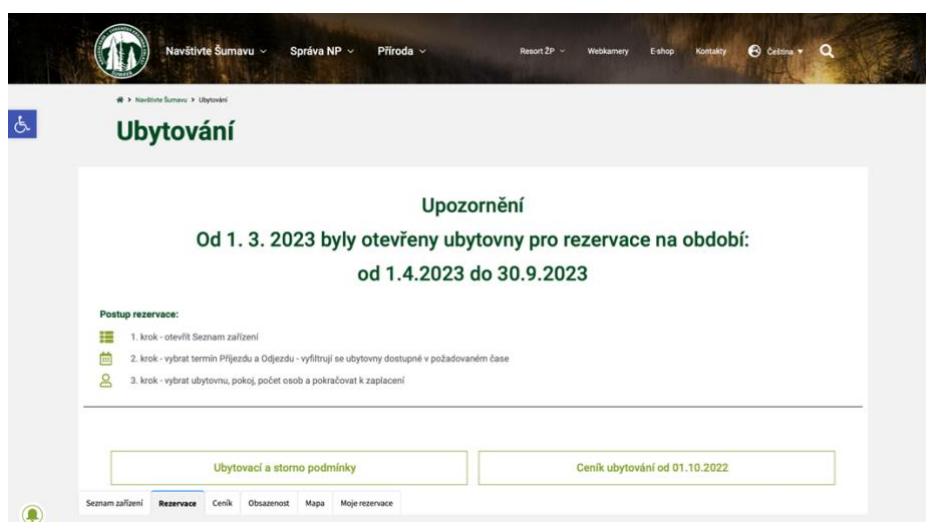 Navštivte Šumavu Správa NP Příroda Resort ŽP Webkamery E-shop Kontakty Čeština
Navštivte Šumavu > Ubytování
Ubytování
Upozornění
Od 1. 3. 2023 byly otevřeny ubytovny pro rezervace na období:
od 1.4.2023 do 30.9.2023
Postup rezervace:
1. krok - otevřít Seznam zařízení
2. krok - vybrat termín Příjezdu a Odjezdu - vyfiltrují se ubytovny dostupné v požadovaném čase
3. krok - vybrat ubytovnu, pokoj, počet osob a pokračovat k zaplacení
Ubytovací a storno podmínky Ceník ubytování od 01.10.2022
Seznam zařízení Rezervace Ceník Obsazenost Mapa Moje rezervace